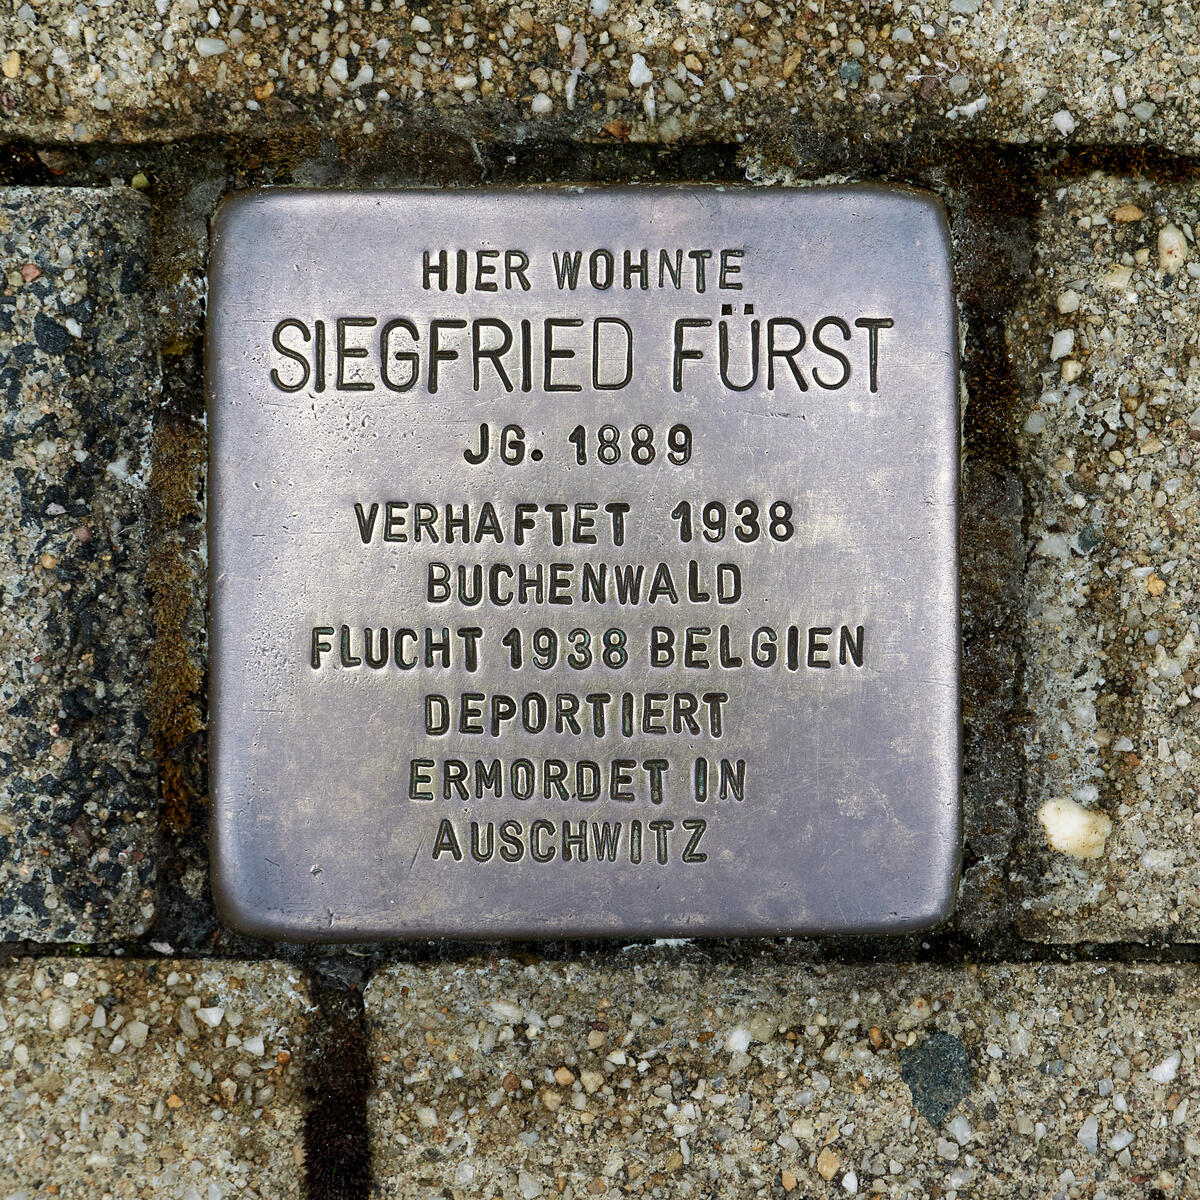 HIER WOHNTE
SIEGFRIED FÜRST
JG. 1889
VERHAFTET 1938
BUCHENWALD
FLUCHT 1938 BELGIEN
DEPORTIERT
ERMORDET IN
AUSCHWITZ